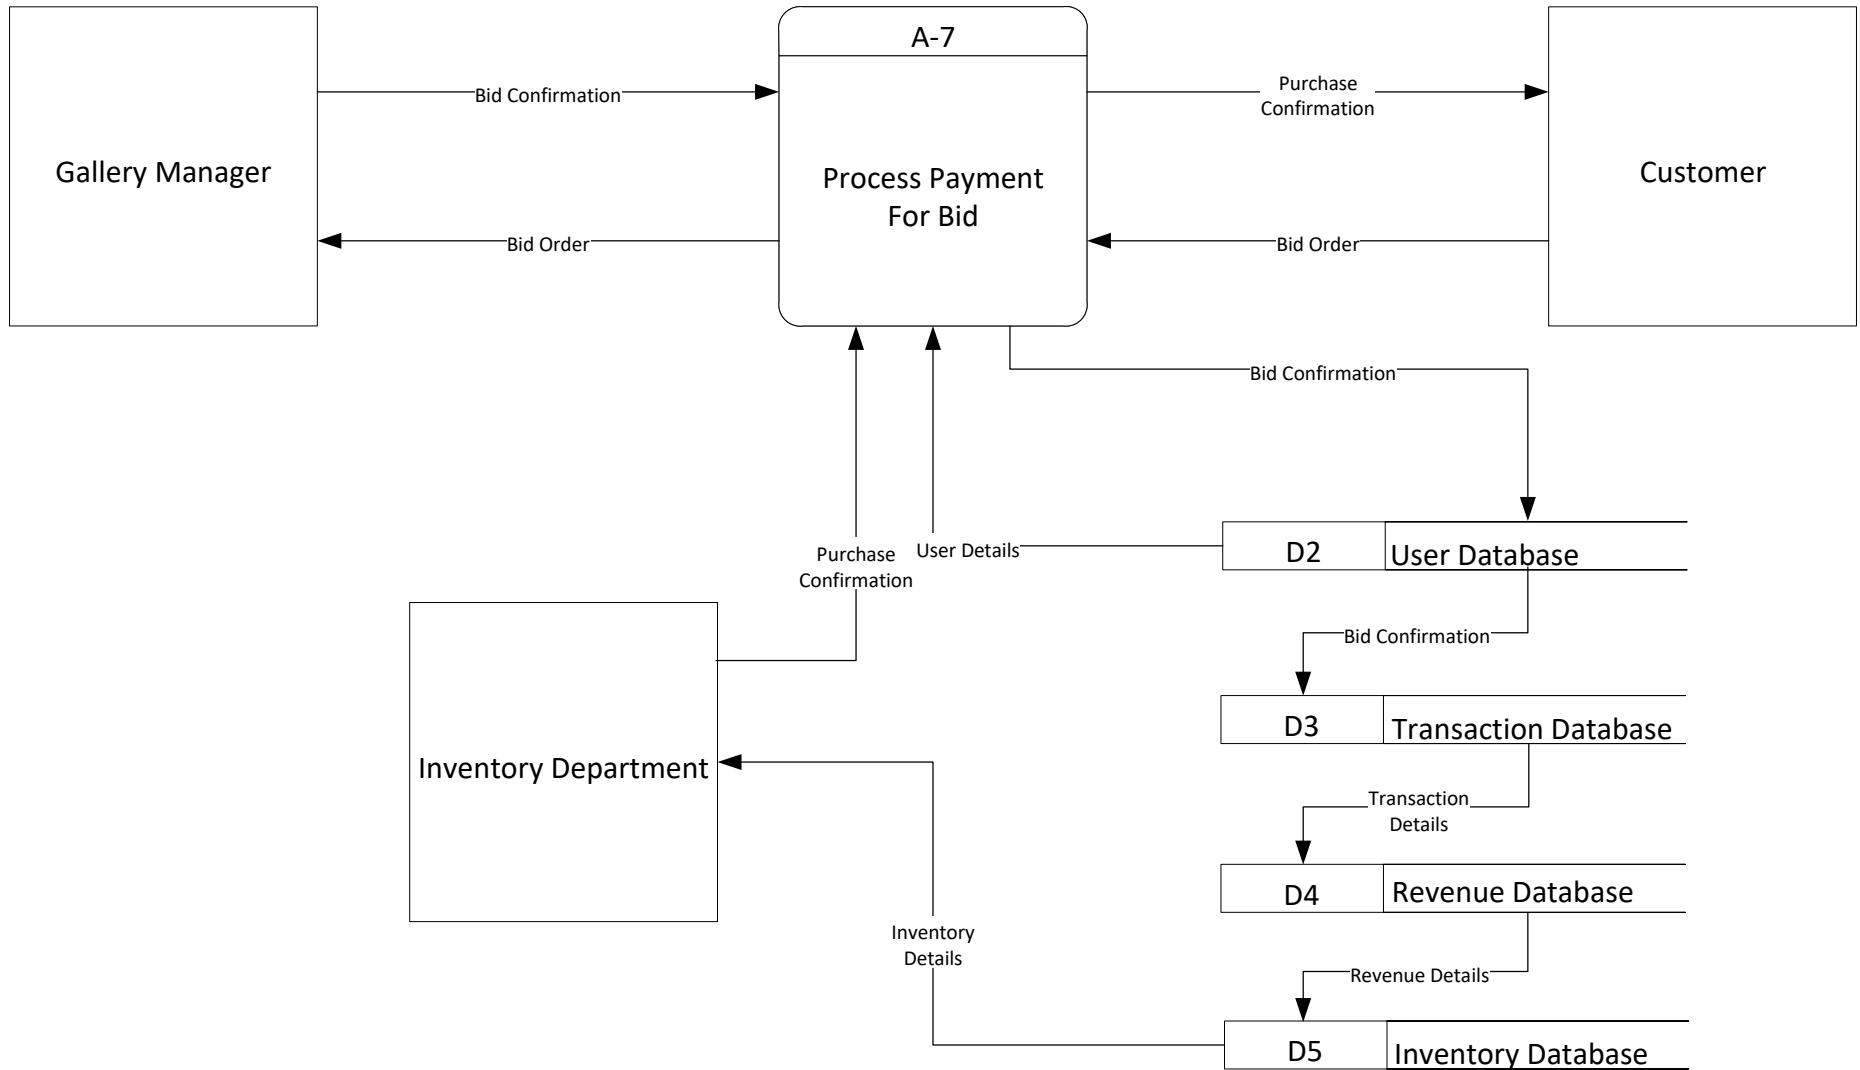 A-7
Bid Confirmation
Purchase
Confirmation
Gallery Manager
Process Payment
For Bid
Customer
Bid Order
Bid Order
Bid Confirmation
Purchase
Confirmation
User Details
D2
User Database
Bid Confirmation
D3
Transaction Database
Inventory Department
Transaction
Details
D4
Revenue Database
Inventory
Details
Revenue Details
D5
Inventory Database